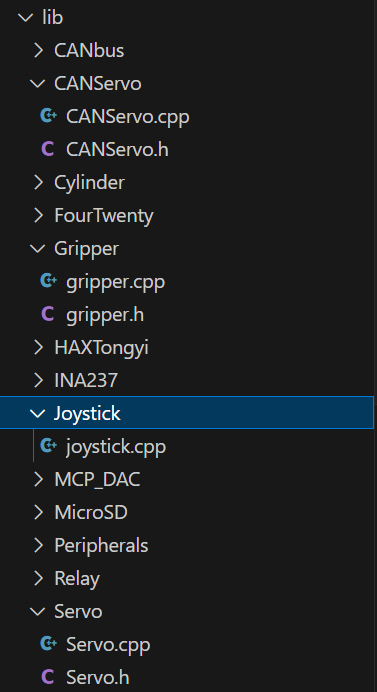 lib
CANbus
CANServo
CANServo.cpp
C CANServo.h
Cylinder
FourTwenty
Gripper
gripper.cpp
C gripper.h
HAXTongyi
INA237
Joystick
joystick.cpp
MCP_DAC
MicroSD
Peripherals
Relay
Servo
Servo.cpp
C Servo.h